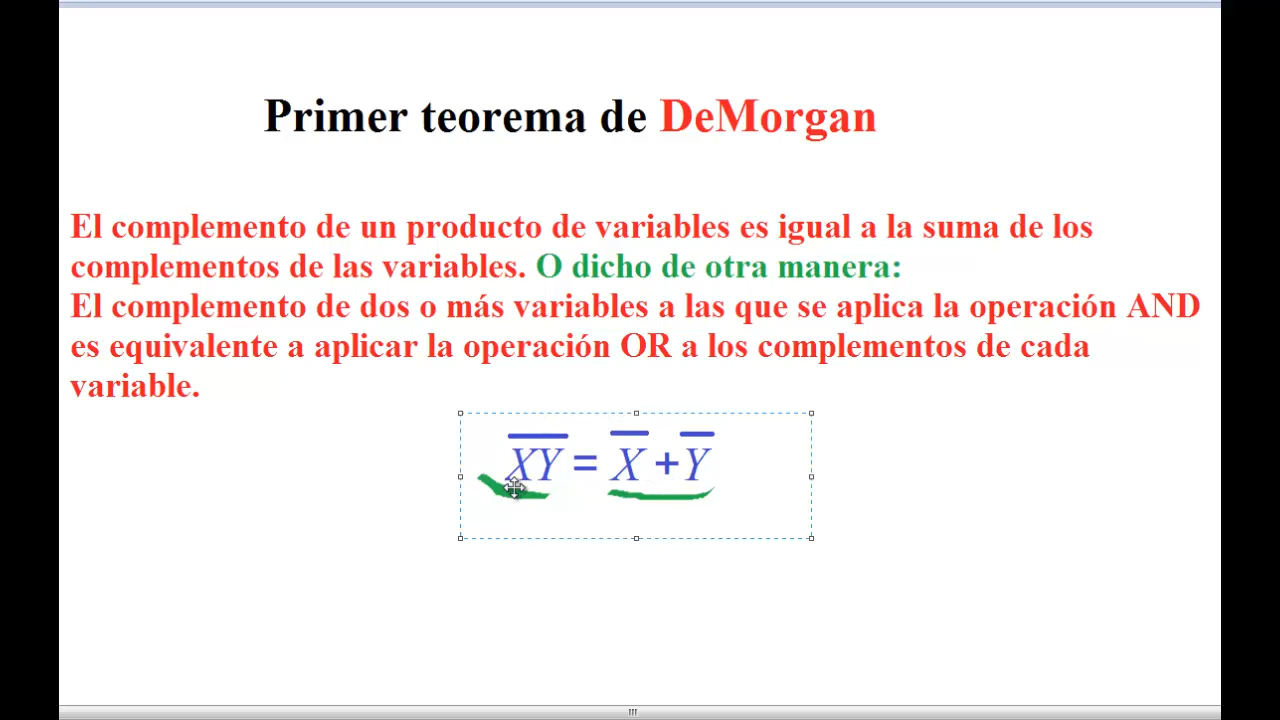 Primer teorema de DeMorgan
El complemento de un producto de variables es igual a la suma de los
complementos de las variables. O dicho de otra manera:
El complemento de dos o más variables a las que se aplica la operación AND
es equivalente a aplicar la operación OR a los complementos de cada
variable.
X̅Y̅ = X̅ + Y̅